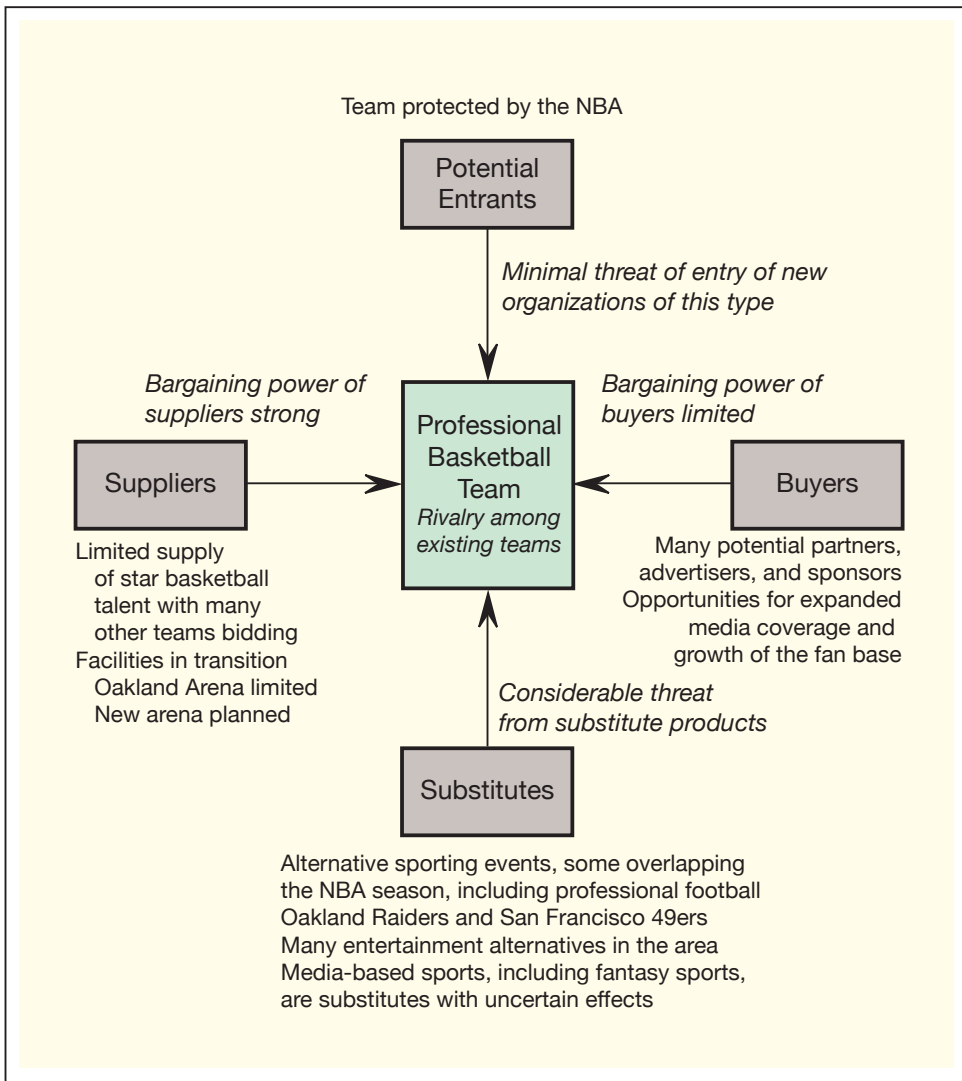 Team protected by the NBA
Potential
Entrants
Minimal threat of entry of new
organizations of this type
Bargaining power of
suppliers strong
Bargaining power of
buyers limited
Suppliers
Professional
Basketball
Team
Rivalry among
existing teams
Buyers
Limited supply
of star basketball
talent with many
other teams bidding
Facilities in transition
Oakland Arena limited
New arena planned
Many potential partners,
advertisers, and sponsors
Opportunities for expanded
media coverage and
growth of the fan base
Considerable threat
from substitute products
Substitutes
Alternative sporting events, some overlapping
the NBA season, including professional football
Oakland Raiders and San Francisco 49ers
Many entertainment alternatives in the area
Media-based sports, including fantasy sports,
are substitutes with uncertain effects